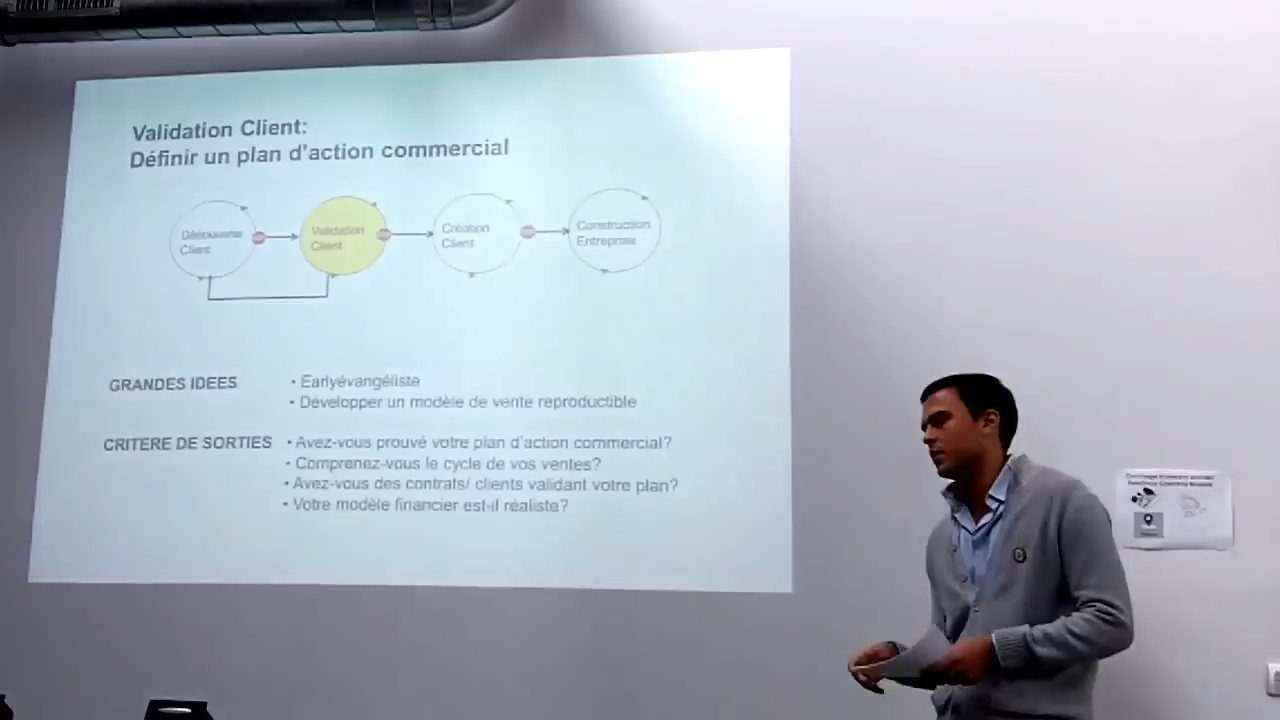 Validation Client:
Définir un plan d'action commercial
Découverte
Client
Validation
Client
Création
Client
Construction
Entreprise
GRANDES IDEES
• Earlyévangéliste
• Développer un modèle de vente reproductible
CRITERE DE SORTIES
• Avez-vous prouvé votre plan d'action commercial?
• Comprenez-vous le cycle de vos ventes?
• Avez-vous des contrats/ clients validant votre plan?
• Votre modèle financier est-il réaliste?